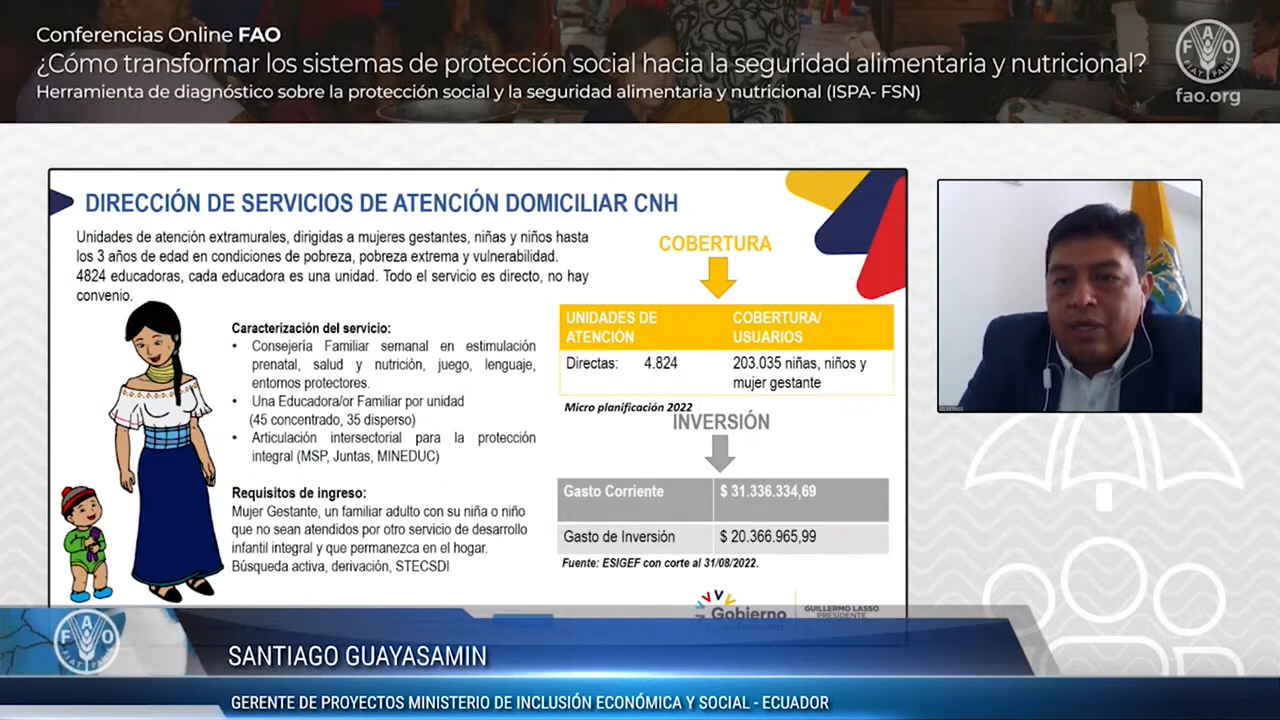 Conferencias Online FAO
¿Cómo transformar los sistemas de protección social hacia la seguridad alimentaria y nutricional?
Herramienta de diagnóstico sobre la protección social y la seguridad alimentaria y nutricional (ISPA- FSN)
FAO
FIAT PANIS
fao.org
DIRECCIÓN DE SERVICIOS DE ATENCIÓN DOMICILIAR CNH
Unidades de atención extramurales, dirigidas a mujeres gestantes, niñas y niños hasta
los 3 años de edad en condiciones de pobreza, pobreza extrema y vulnerabilidad.
4824 educadoras, cada educadora es una unidad. Todo el servicio es directo, no hay
convenio.
Caracterización del servicio:
• Consejería Familiar semanal en estimulación
prenatal, salud y nutrición, juego, lenguaje,
entornos protectores.
• Una Educadora/or Familiar por unidad
(45 concentrado, 35 disperso)
• Articulación intersectorial para la protección
integral (MSP, Juntas, MINEDUC)
Requisitos de ingreso:
Mujer Gestante, un familiar adulto con su niña o niño
que no sean atendidos por otro servicio de desarrollo
infantil integral y que permanezca en el hogar.
Búsqueda activa, derivación, STECSDI
COBERTURA
UNIDADES DE ATENCIÓN
COBERTURA/ USUARIOS
Directas: 4.824
203.035 niñas, niños y
mujer gestante
Micro planificación 2022
INVERSIÓN
Gasto Corriente $ 31.336.334,69
Gasto de Inversión $ 20.366.965,99
Fuente: ESIGEF con corte al 31/08/2022.
Gobierno
GUILLERMO LASSO
PRESIDENTE
FAO
FIAT PANIS
SANTIAGO GUAYASAMIN
GERENTE DE PROYECTOS MINISTERIO DE INCLUSIÓN ECONÓMICA Y SOCIAL - ECUADOR